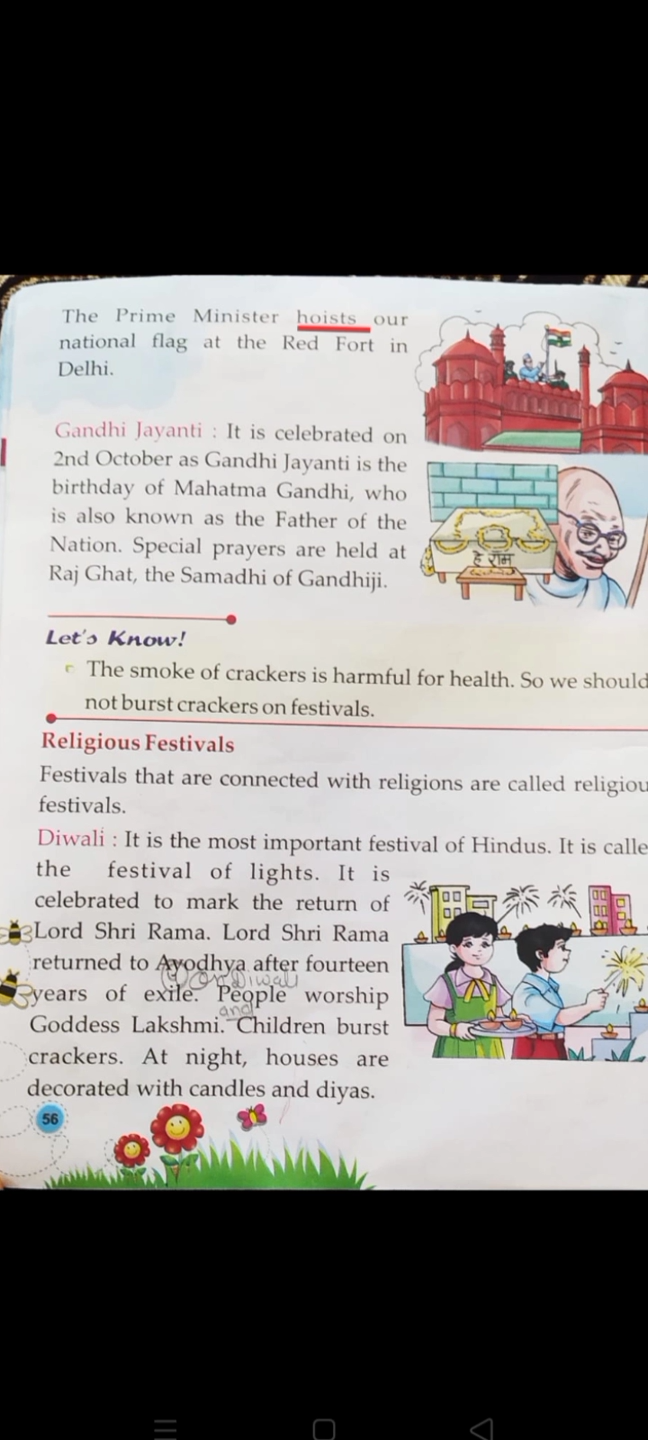 The Prime Minister hoists our
national flag at the Red Fort in
Delhi.
Gandhi Jayanti : It is celebrated on
2nd October as Gandhi Jayanti is the
birthday of Mahatma Gandhi, who
is also known as the Father of the
Nation. Special prayers are held at
Raj Ghat, the Samadhi of Gandhiji.
हे राम
Let's Know!
The smoke of crackers is harmful for health. So we should
not burst crackers on festivals.
Religious Festivals
Festivals that are connected with religions are called religiou
festivals.
Diwali : It is the most important festival of Hindus. It is calle
the festival of lights. It is
celebrated to mark the return of
Lord Shri Rama. Lord Shri Rama
returned to Ayodhya after fourteen
on Diwali
years of exile. People worship
and
Goddess Lakshmi. Children burst
crackers. At night, houses are
decorated with candles and diyas.
56